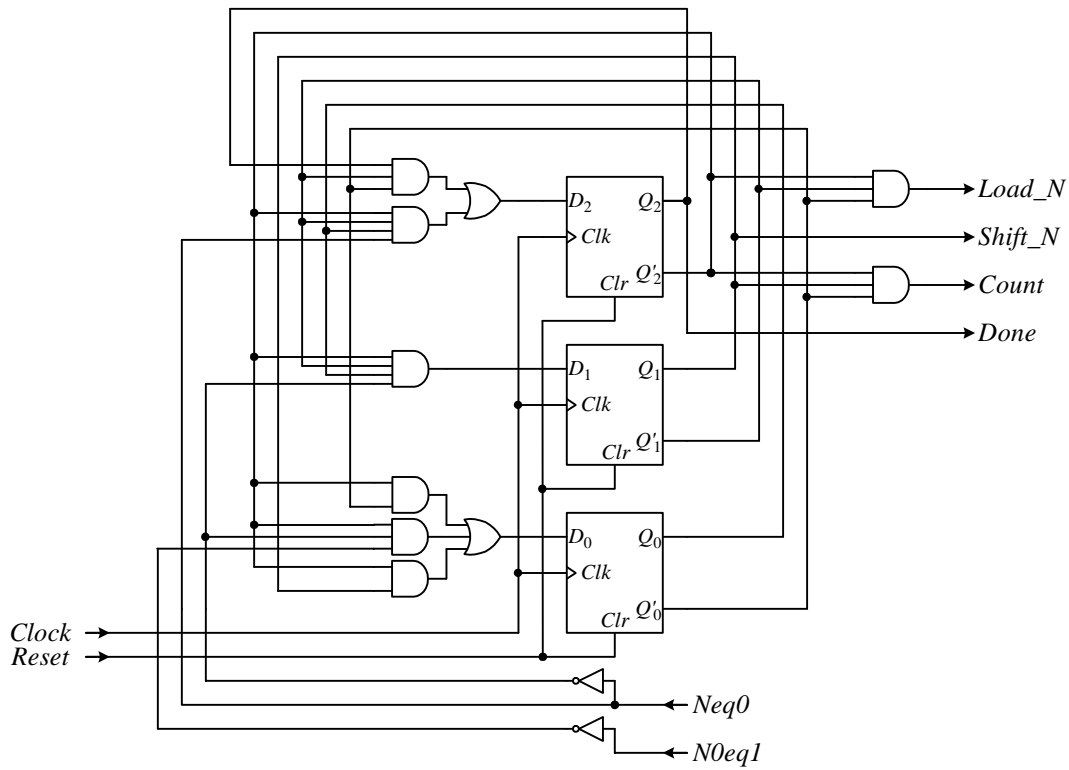 D2 Q2
Clk
Q'2
Clr
Load_N
Shift_N
Count
Done
D1 Q1
Clk
Q'1
Clr
D0 Q0
Clk
Q'0
Clr
Clock
Reset
Neq0
N0eq1